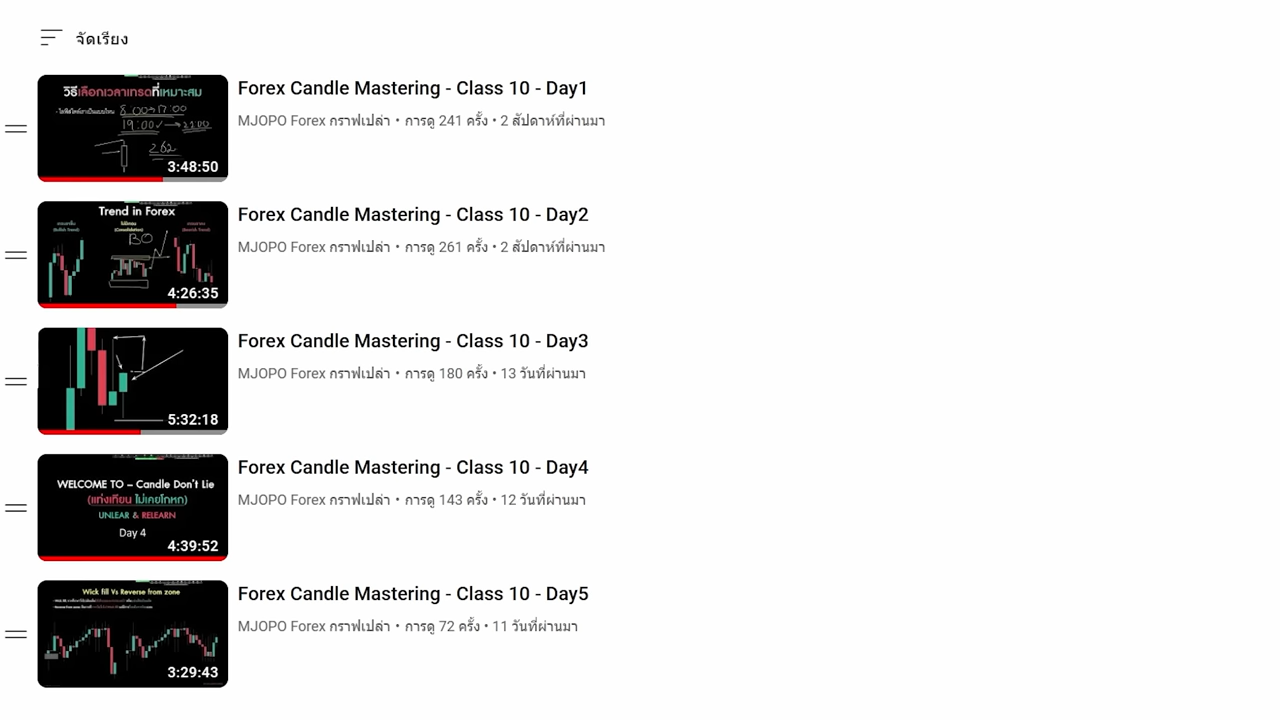 จัดเรียง
วิธีเลือกเวลาเทรดที่เหมาะสม
8:00 → 17:00
19:00
262
3:48:50
Forex Candle Mastering - Class 10 - Day1
MJOPO Forex กราฟเปล่า • การดู 241 ครั้ง • 2 สัปดาห์ที่ผ่านมา
Trend in Forex
BO
4:26:35
Forex Candle Mastering - Class 10 - Day2
MJOPO Forex กราฟเปล่า • การดู 261 ครั้ง • 2 สัปดาห์ที่ผ่านมา
5:32:18
Forex Candle Mastering - Class 10 - Day3
MJOPO Forex กราฟเปล่า • การดู 180 ครั้ง • 13 วันที่ผ่านมา
WELCOME TO – Candle Don't Lie
(แท่งเทียน ไม่เคยโกหก)
UNLEAR & RELEARN
Day 4
4:39:52
Forex Candle Mastering - Class 10 - Day4
MJOPO Forex กราฟเปล่า • การดู 143 ครั้ง • 12 วันที่ผ่านมา
Wick fill Vs Reverse from zone
3:29:43
Forex Candle Mastering - Class 10 - Day5
MJOPO Forex กราฟเปล่า • การดู 72 ครั้ง • 11 วันที่ผ่านมา